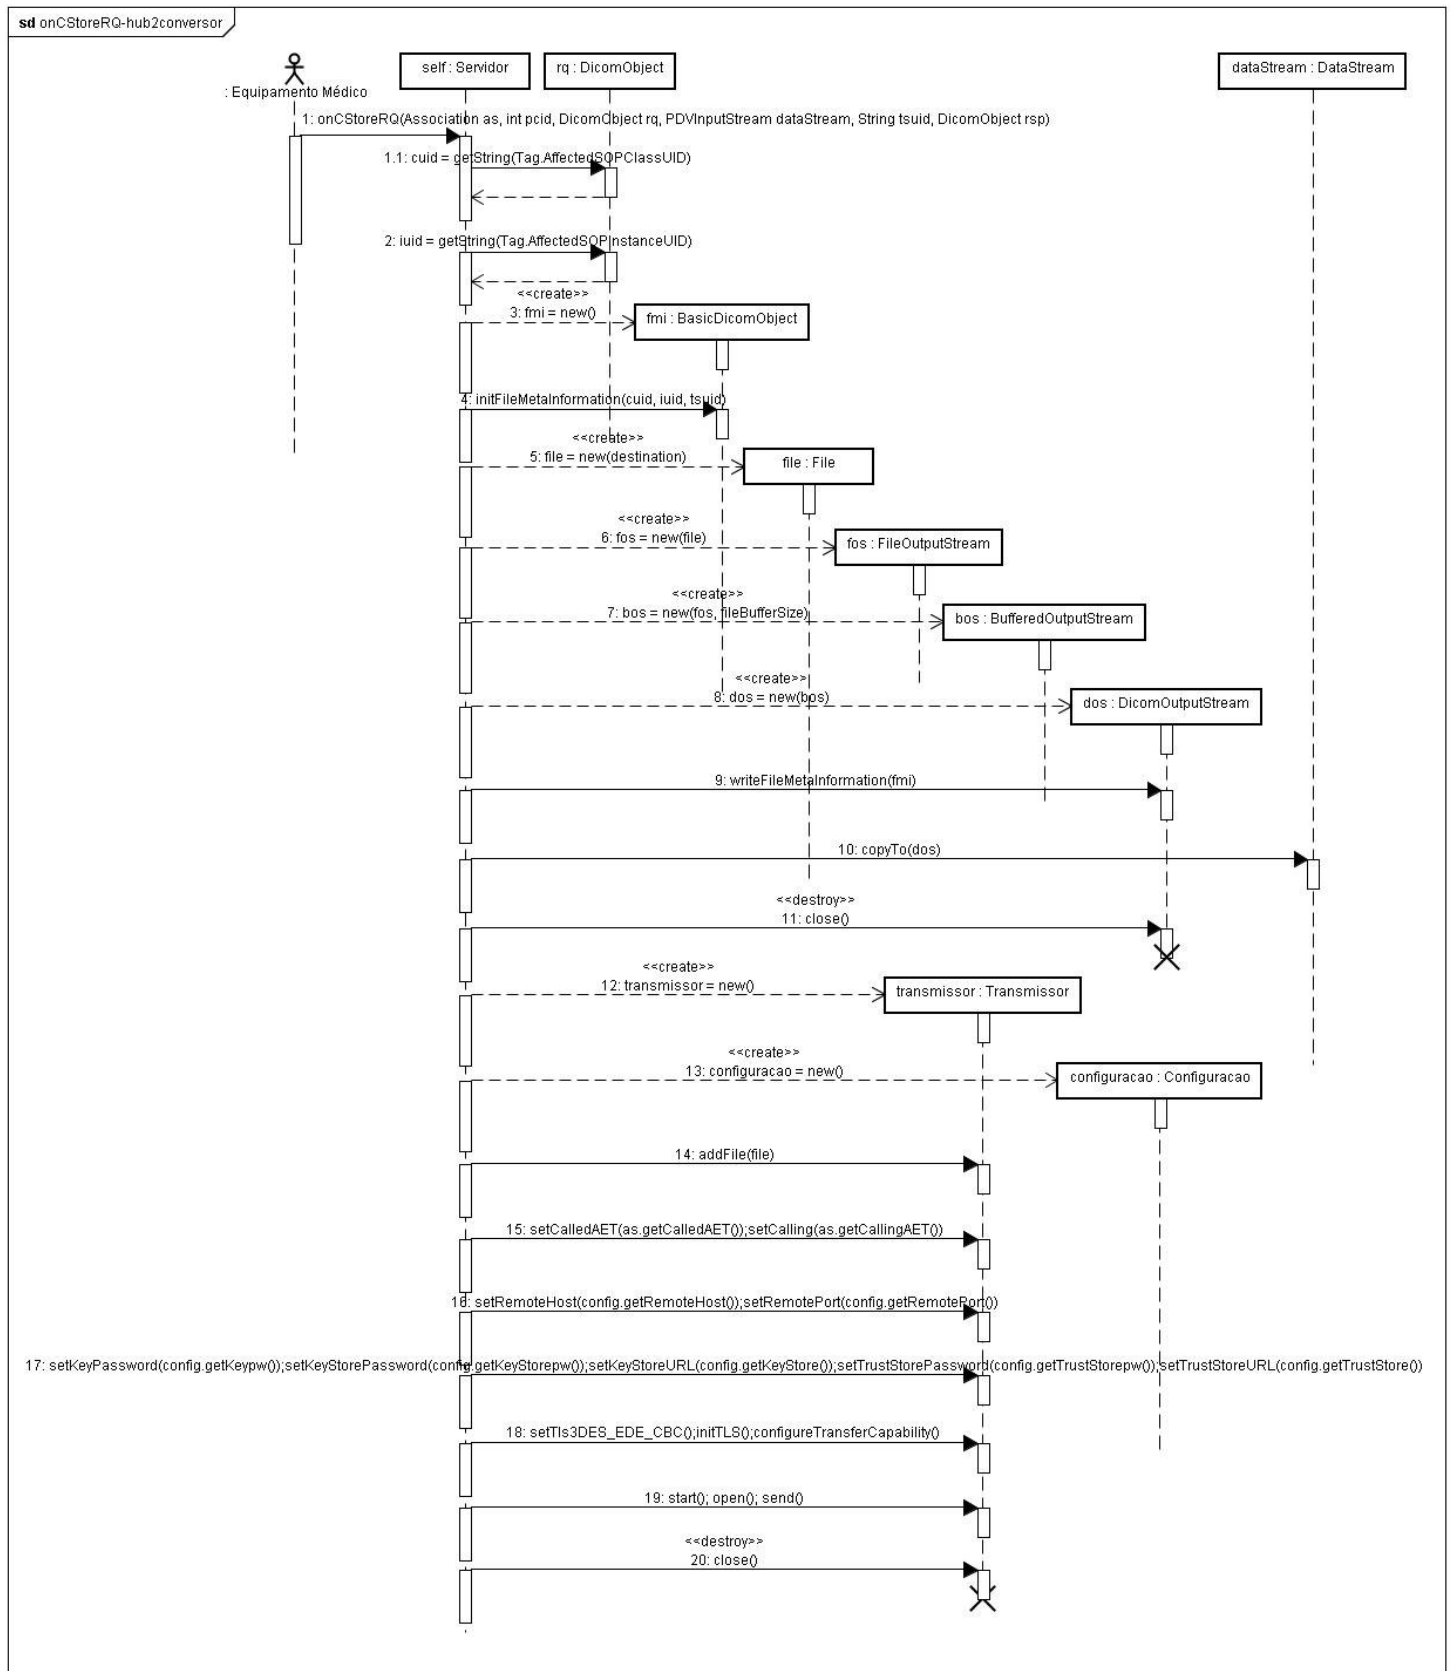 sd onCStoreRQ-hub2conversor
self : Servidor
rq : DicomObject
dataStream : DataStream
: Equipamento Médico
1: onCStoreRQ(Association as, int pcid, DicomObject rq, PDVInputStream dataStream, String tsuid, DicomObject rsp)
1.1: cuid = getString(Tag.AffectedSOPClassUID)
2: iuid = getString(Tag.AffectedSOPInstanceUID)
<<create>>
3: fmi = new()
fmi : BasicDicomObject
4: initFileMetaInformation(cuid, iuid, tsuid)
<<create>>
5: file = new(destination)
file : File
<<create>>
6: fos = new(file)
fos : FileOutputStream
<<create>>
7: bos = new(fos, fileBufferSize)
bos : BufferedOutputStream
<<create>>
8: dos = new(bos)
dos : DicomOutputStream
9: writeFileMetaInformation(fmi)
10: copyTo(dos)
<<destroy>>
11: close()
<<create>>
12: transmissor = new()
transmissor : Transmissor
<<create>>
13: configuracao = new()
configuracao : Configuracao
14: addFile(file)
15: setCalledAET(as.getCalledAET());setCalling(as.getCallingAET())
16: setRemoteHost(config.getRemoteHost());setRemotePort(config.getRemotePort())
17: setKeyPassword(config.getKeypw());setKeyStorePassword(config.getKeyStorepw());setKeyStoreURL(config.getKeyStore());setTrustStorePassword(config.getTrustStorepw());setTrustStoreURL(config.getTrustStore())
18: setTls3DES_EDE_CBC();initTLS();configureTransferCapability()
19: start(); open(); send()
<<destroy>>
20: close()